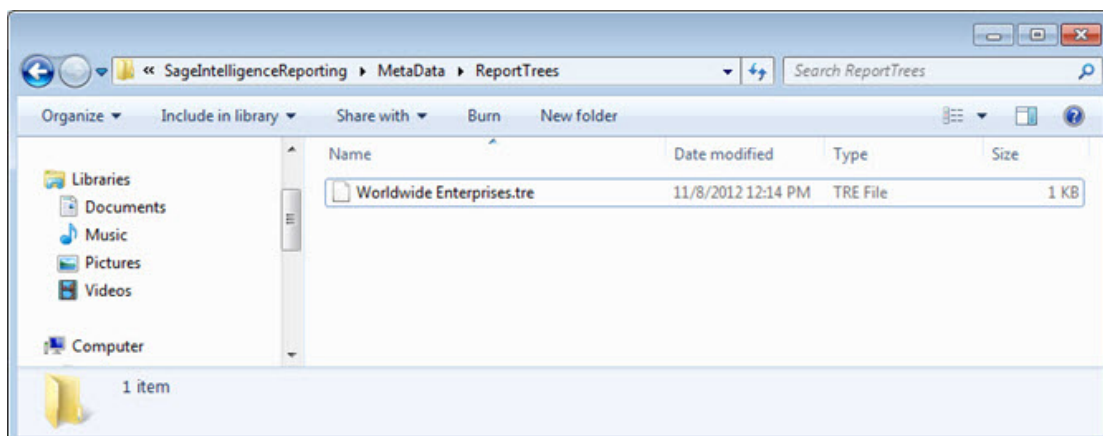 « SageIntelligenceReporting ▸ MetaData ▸ ReportTrees
Search ReportTrees
Organize Include in library Share with Burn New folder
Name Date modified Type Size
Worldwide Enterprises.tre 11/8/2012 12:14 PM TRE File 1 KB
Libraries
Documents
Music
Pictures
Videos
Computer
1 item